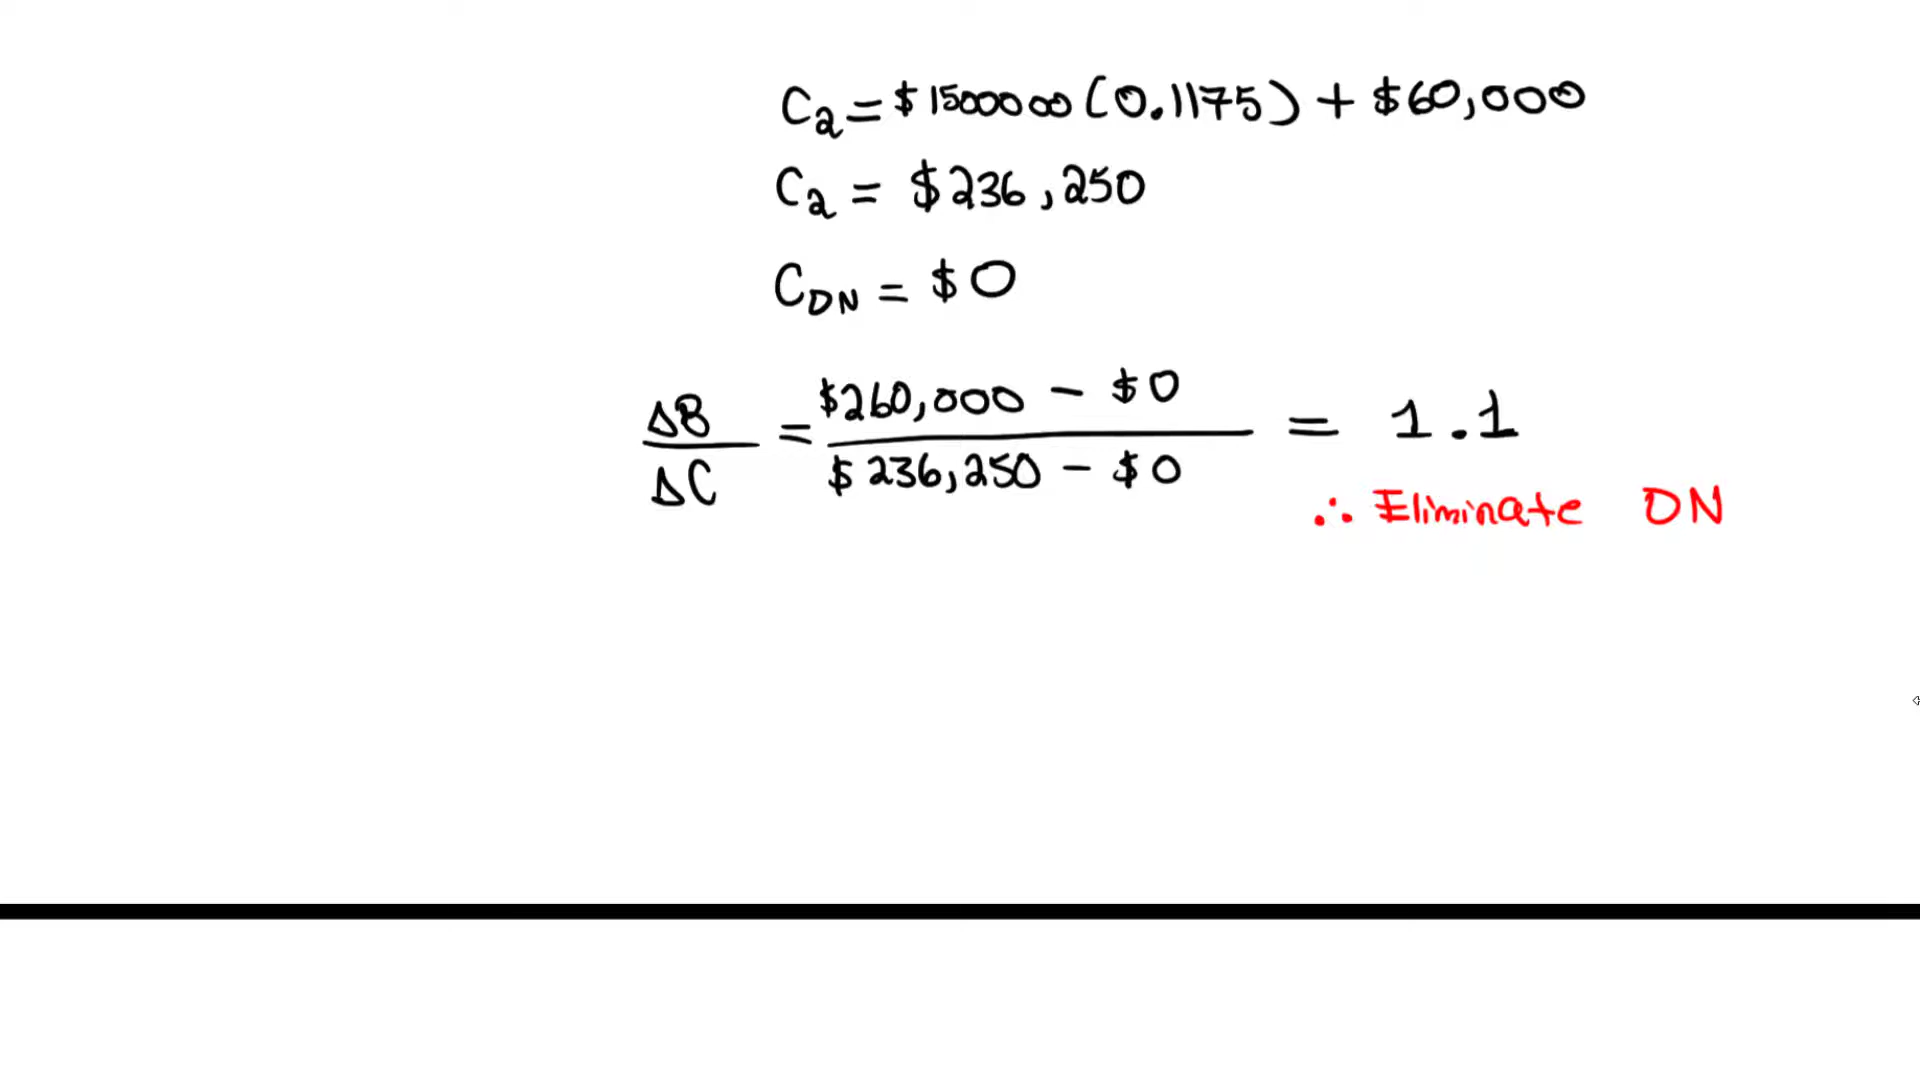 C2 = $1500000 (0.1175) + $60,000
C2 = $236,250
CDN = $0
ΔB/ΔC = ($260,000 - $0)/($236,250 - $0) = 1.1
∴ Eliminate DN